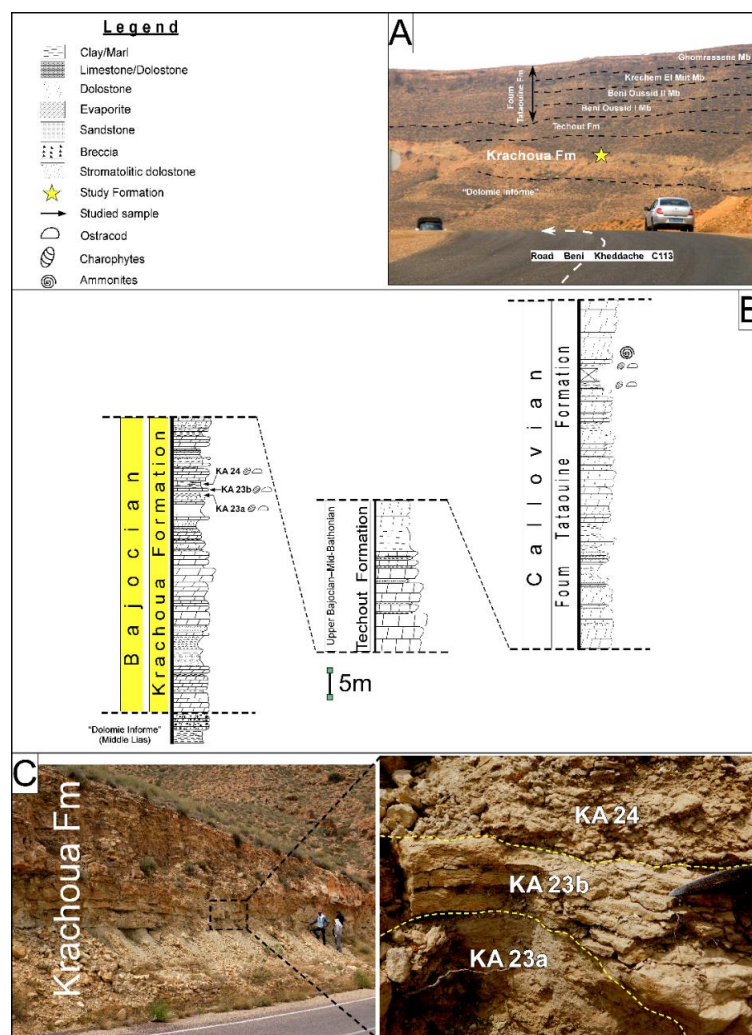 Legend
Clay/Marl
Limestone/Dolostone
Dolostone
Evaporite
Sandstone
Breccia
Stromatolitic dolostone
Study Formation
Studied sample
Ostracod
Charophytes
Ammonites
A
Ghomrassene Mb
Krechem El Miit Mb
Beni Oussid II Mb
Beni Oussid I Mb
Foum
Tataouine Fm
Techout Fm
Krachoua Fm
"Dolomie Informe"
Road Beni Kheddache C113
B
Bajocian
Krachoua Formation
KA 24
KA 23b
KA 23a
"Dolomie Informe"
(Middle Lias)
Upper Bajocian–Mid-Bathonian
Techout Formation
5m
Callovian
Foum Tataouine Formation
C
Krachoua Fm
KA 24
KA 23b
KA 23a